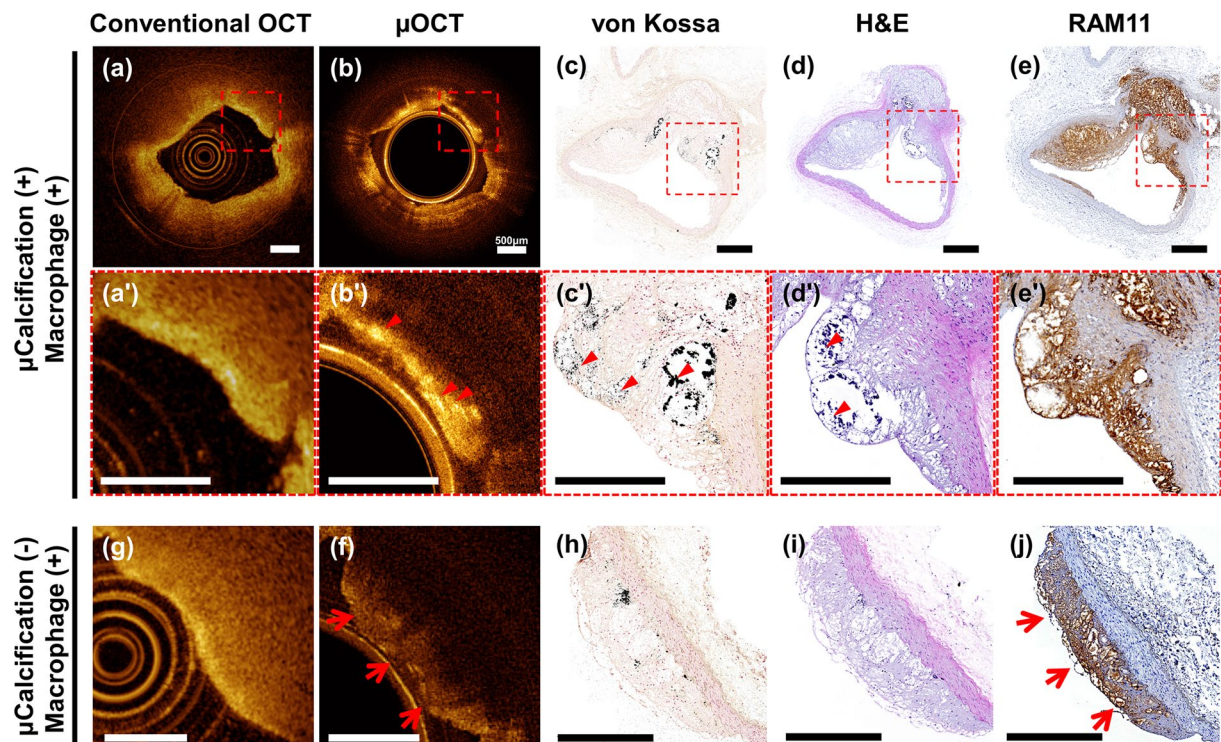 Conventional OCT
μOCT
von Kossa
H&E
RAM11
μCalcification (+)
Macrophage (+)
(a)
(b)
(c)
(d)
(e)
500μm
(a')
(b')
(c')
(d')
(e')
μCalcification (-)
Macrophage (+)
(g)
(f)
(h)
(i)
(j)